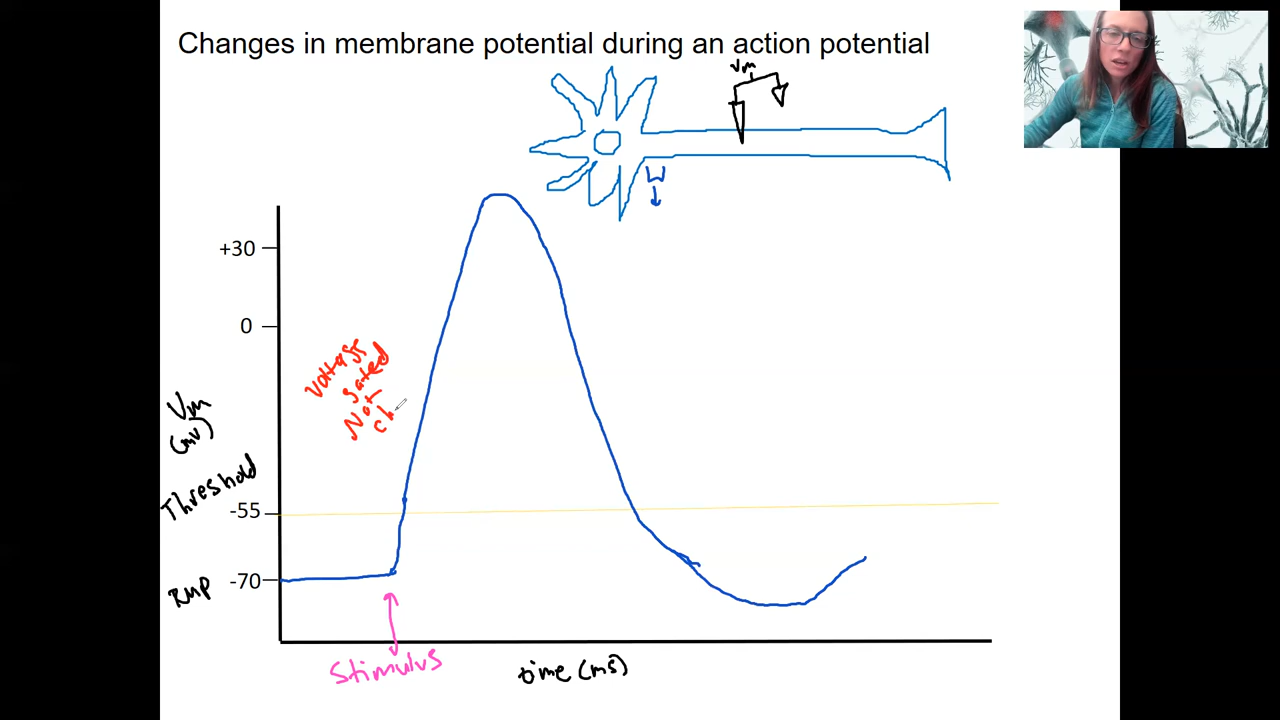 Changes in membrane potential during an action potential
Vm
+30
0
Voltage
gated
Na+
ch
Vm
(mV)
Threshold
-55
RMP
-70
Stimulus
time (ms)